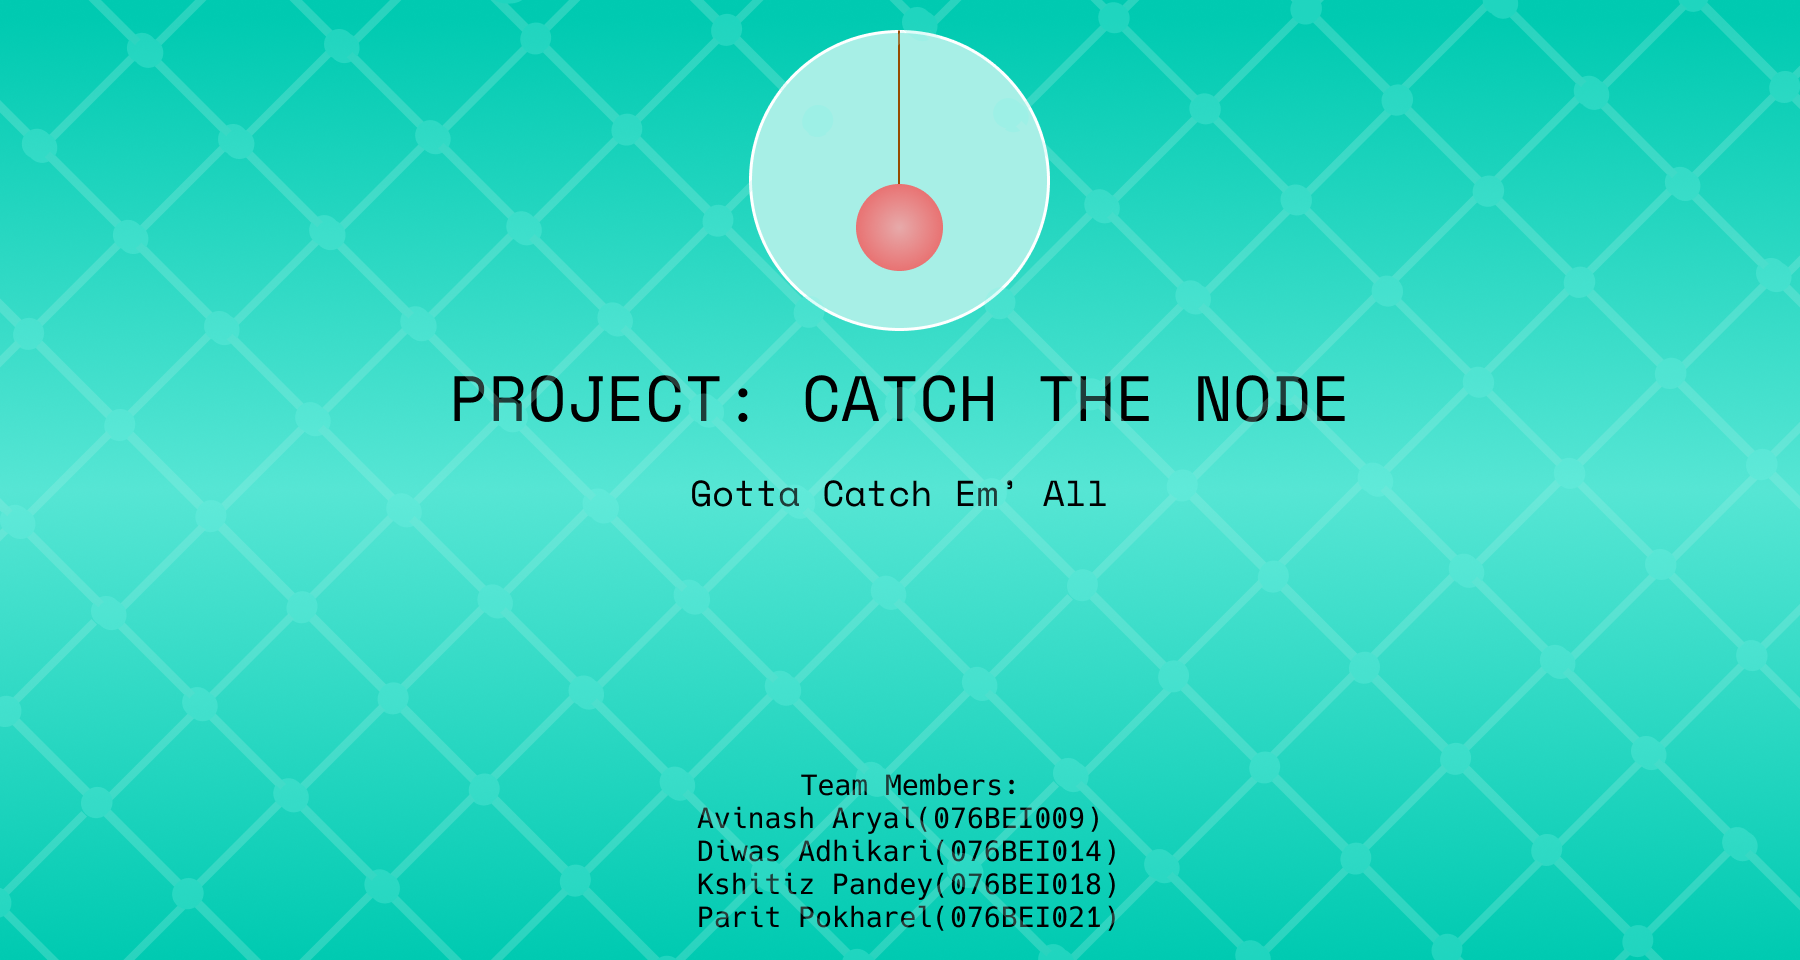 PROJECT: CATCH THE NODE
Gotta Catch Em' All
Team Members:
Avinash Aryal(076BEI009)
Diwas Adhikari(076BEI014)
Kshitiz Pandey(076BEI018)
Parit Pokharel(076BEI021)